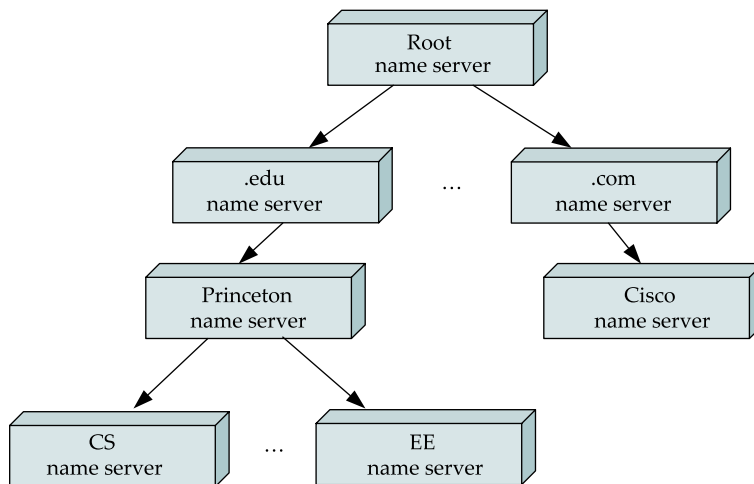 Root
name server
.edu
name server
...
.com
name server
Princeton
name server
Cisco
name server
CS
name server
...
EE
name server